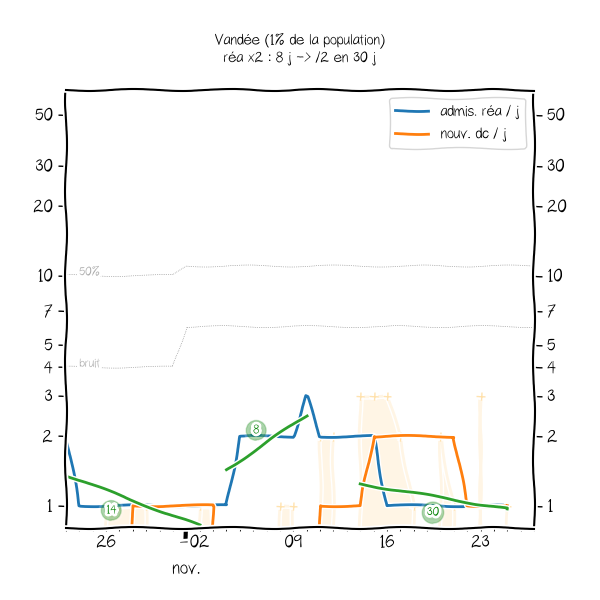 Vandée (1% de la population)
réa x2 : 8 j -> /2 en 30 j
admis. réa / j
nouv. dc / j
50 50
30 30
20 20
10 10
7 7
5 5
4 4
3 3
2 2
1 1
50%
bruit
8
14
30
26 02 09 16 23
nov.